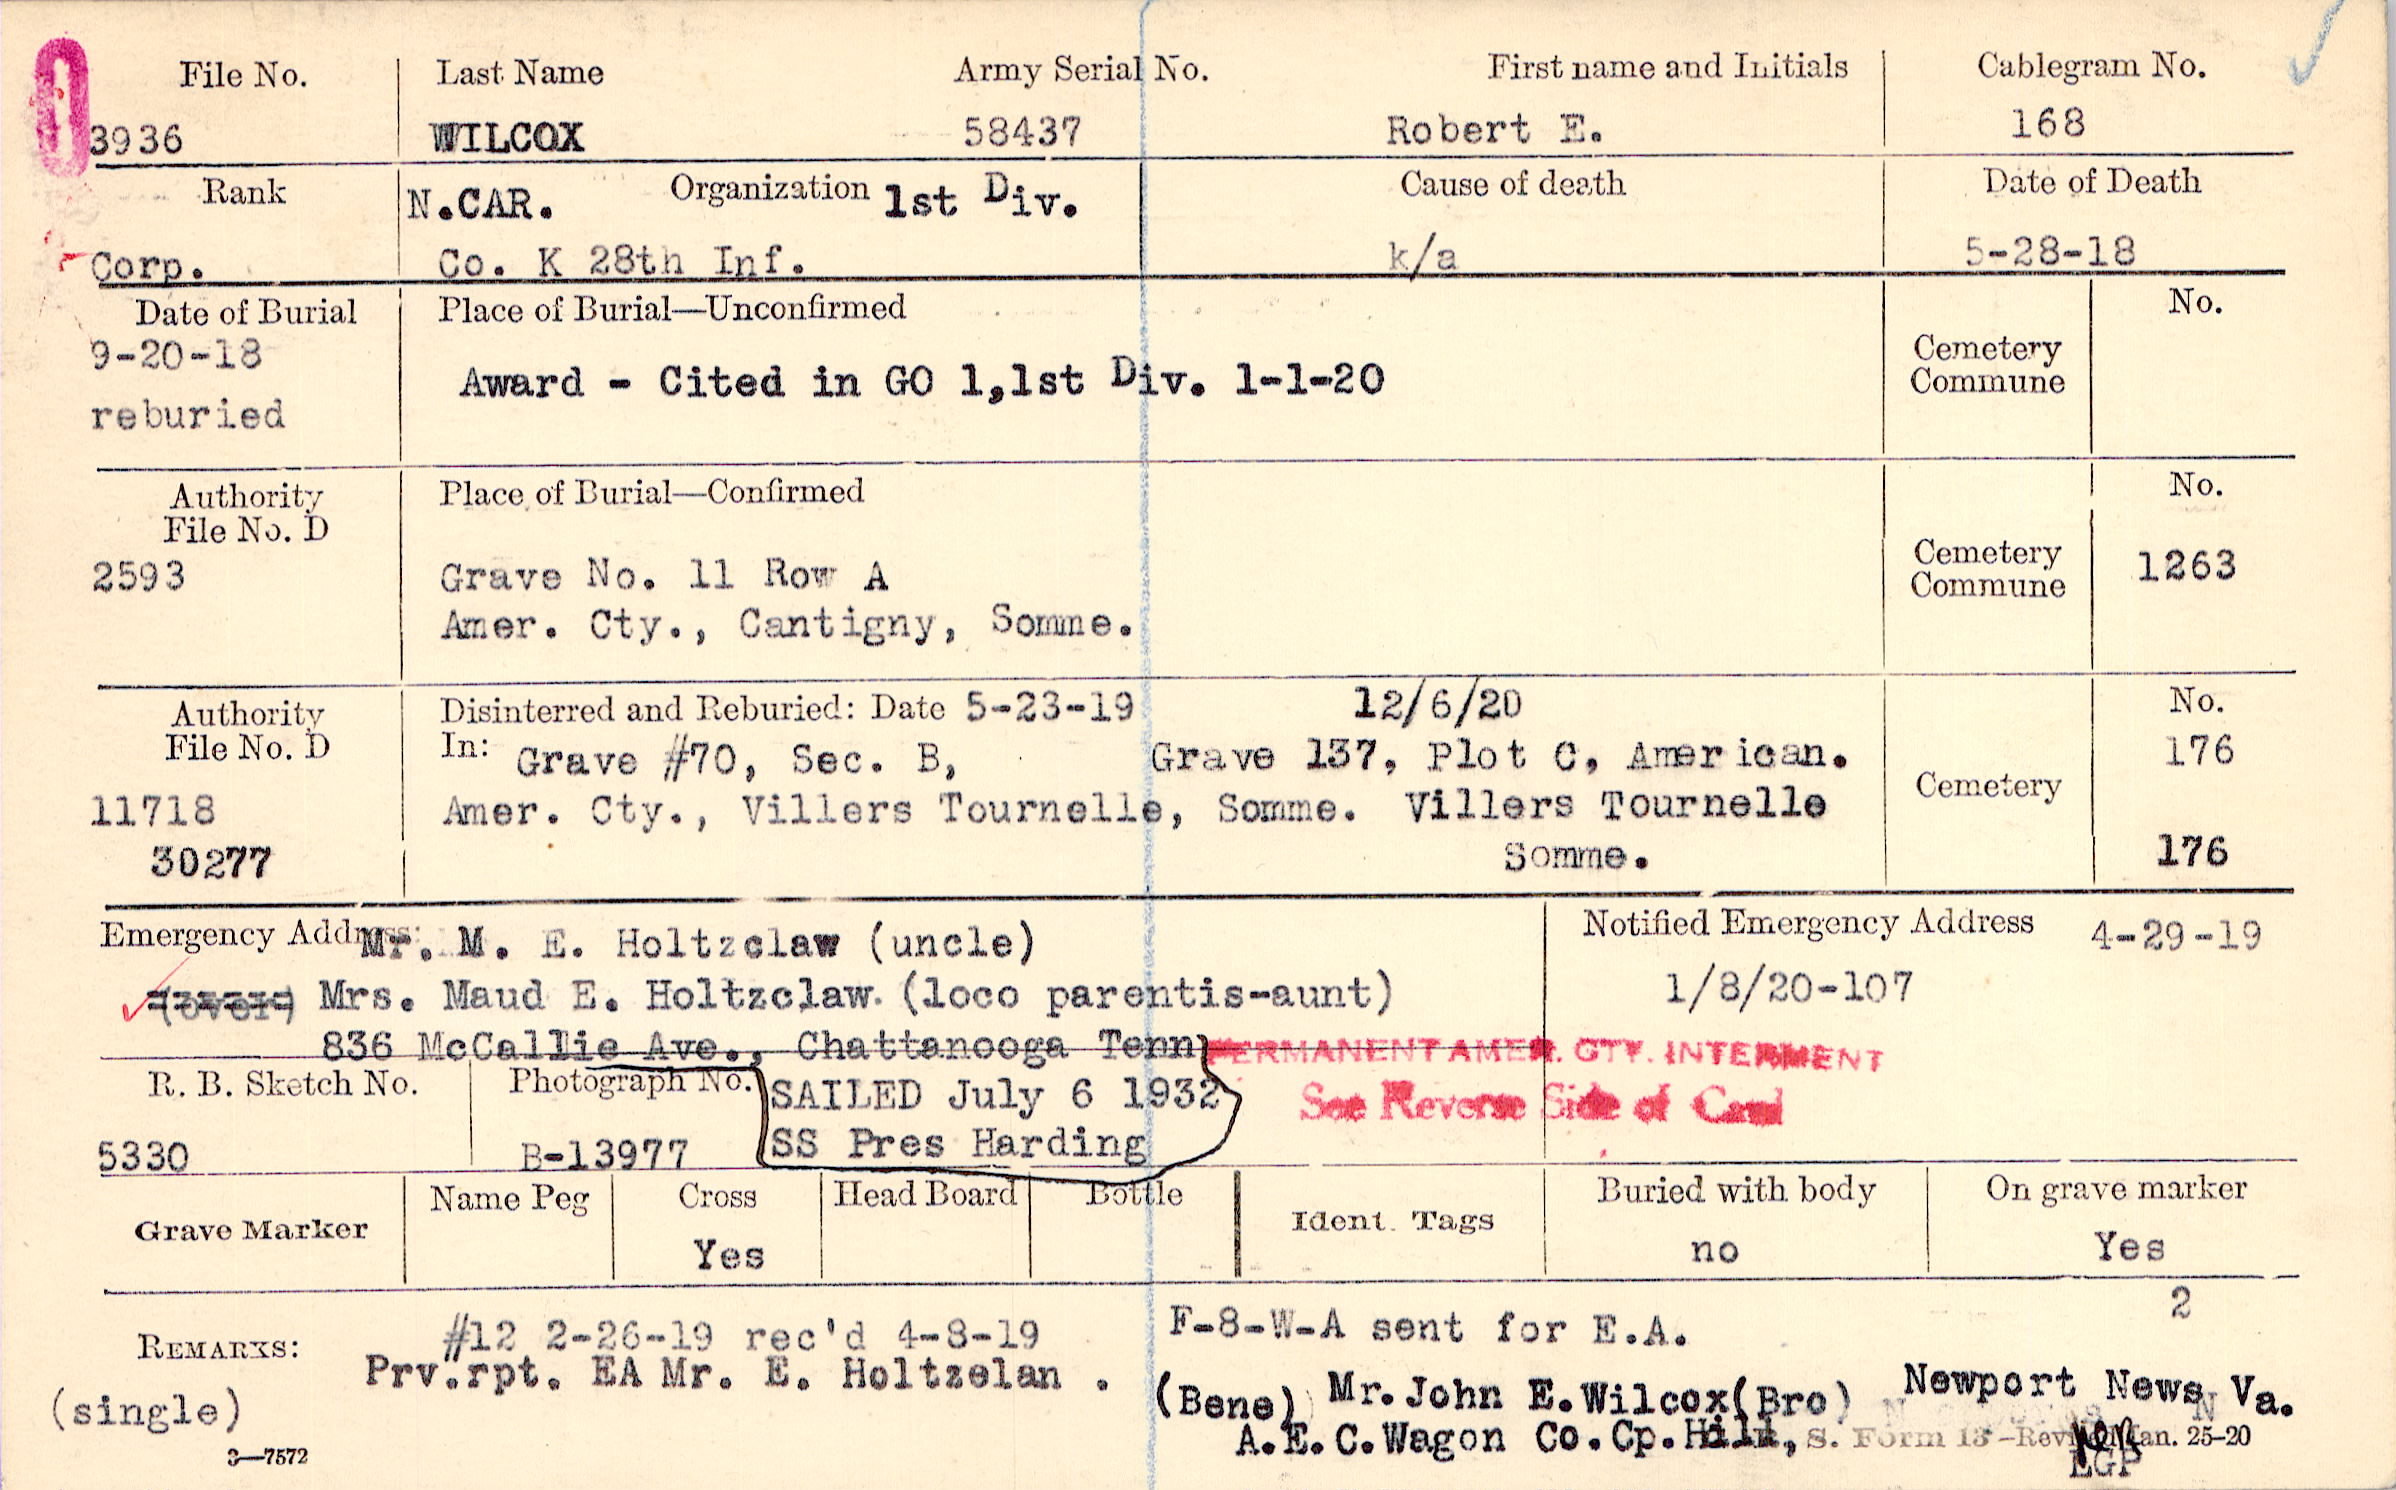 File No. Last Name Army Serial No. First name and Initials Cablegram No.
3936 WILCOX 58437 Robert E. 168
Rank N.CAR. Organization 1st Div. Cause of death Date of Death
Corp. Co. K 28th Inf. k/a 5-28-18
Date of Burial Place of Burial—Unconfirmed No.
9-20-18 Cemetery
Award - Cited in GO 1,1st Div. 1-1-20 Commune
reburied
Authority Place of Burial—Confirmed No.
File No. D
2593 Grave No. 11 Row A Cemetery 1263
Commune
Amer. Cty., Cantigny, Somme.
Authority Disinterred and Reburied: Date 5-23-19 12/6/20 No.
File No. D In: Grave #70, Sec. B, Grave 137, Plot C, American. 176
Cemetery
11718 Amer. Cty., Villers Tournelle, Somme. Villers Tournelle
30277 Somme. 176
Emergency Address: Mr. M. E. Holtzclaw (uncle) Notified Emergency Address 4-29-19
(over) Mrs. Maud E. Holtzclaw. (loco parentis-aunt) 1/8/20-107
836 McCallie Ave., Chattanooga Tenn
PERMANENT AMER. CTY. INTERMENT
R. B. Sketch No. Photograph No. SAILED July 6 1932 See Reverse Side of Card
5330 B-13977 SS Pres Harding
Grave Marker Name Peg Cross Head Board Bottle Ident. Tags Buried with body On grave marker
Yes no Yes
2
REMARKS: #12 2-26-19 rec'd 4-8-19 F-8-W-A sent for E.A.
Prv.rpt. EA Mr. E. Holtzelan .
(single) (Bene) Mr.John E.Wilcox(Bro) Newport News Va.
A.E.C.Wagon Co.Cp.Hill, S. Form 13—Revised Jan. 25-20
3—7572 EGP